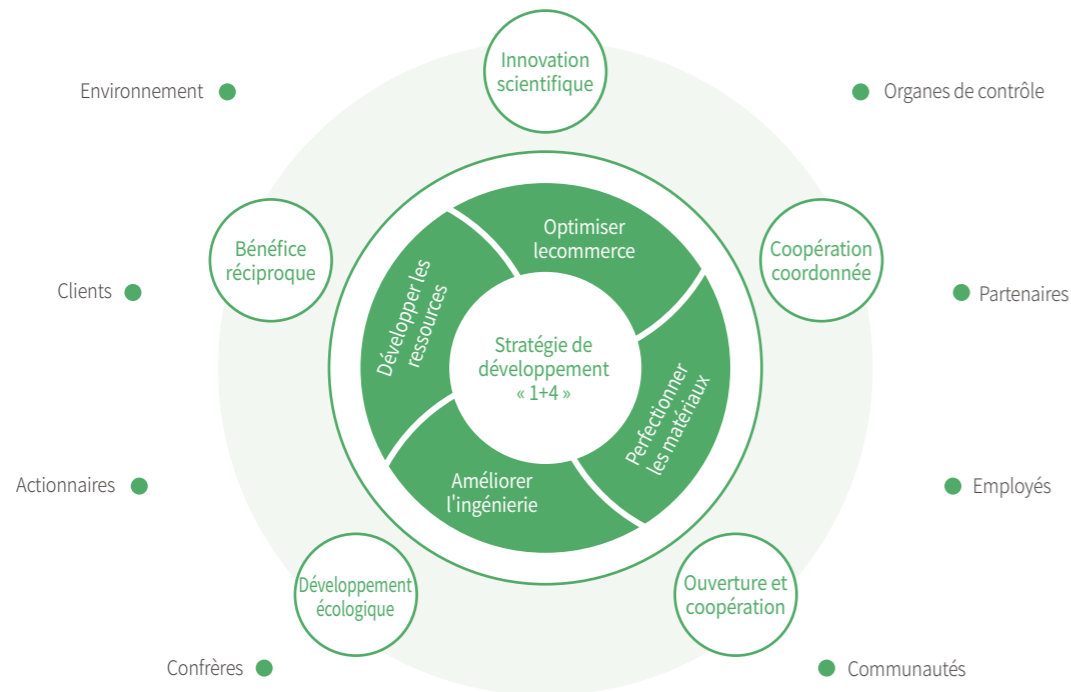 Innovation
scientifique
Environnement
Organes de contrôle
Bénéfice
réciproque
Optimiser
lecommerce
Coopération
coordonnée
Développer les
ressources
Clients
Partenaires
Stratégie de
développement
« 1+4 »
Perfectionner
les matériaux
Améliorer
l'ingénierie
Actionnaires
Employés
Développement
écologique
Ouverture et
coopération
Confrères
Communautés